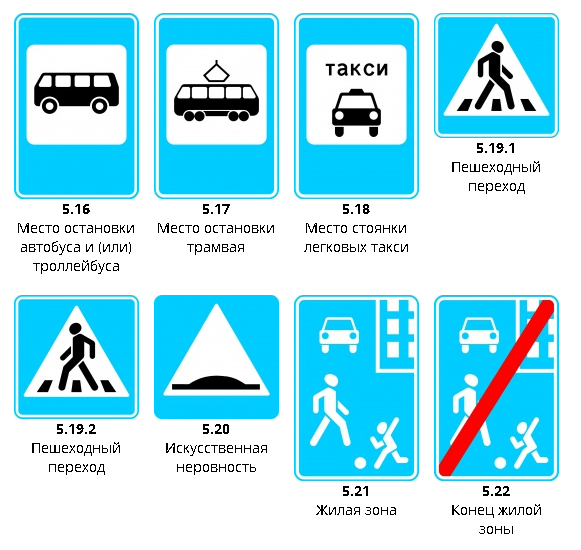 такси
5.16
Место остановки
автобуса и (или)
троллейбуса
5.17
Место остановки
трамвая
5.18
Место стоянки
легковых такси
5.19.1
Пешеходный
переход
5.19.2
Пешеходный
переход
5.20
Искусственная
неровность
5.21
Жилая зона
5.22
Конец жилой
зоны